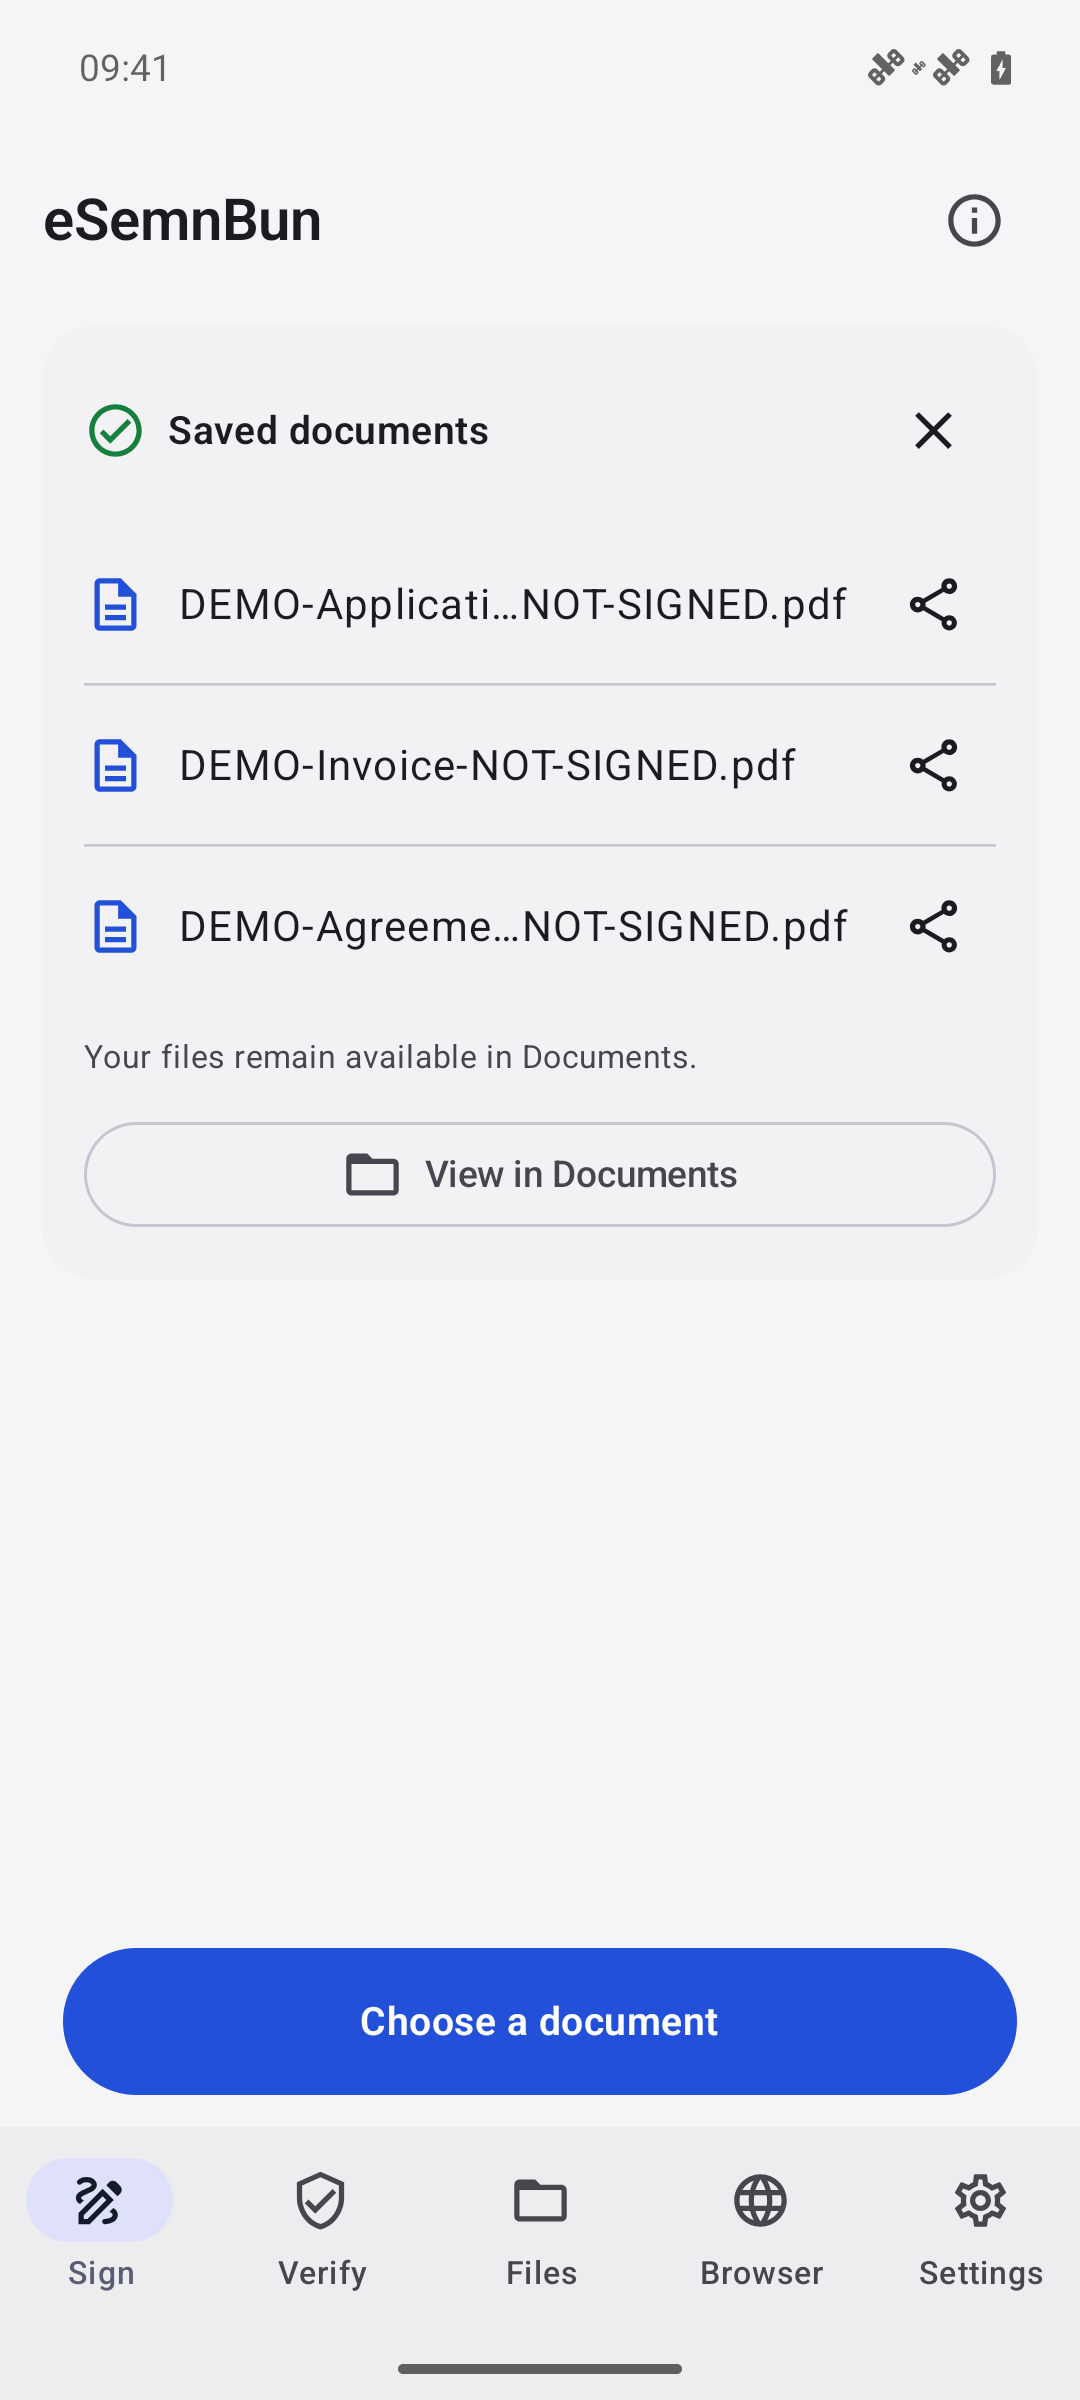 09:41
eSemnBun
Saved documents
DEMO-Applicati…NOT-SIGNED.pdf
DEMO-Invoice-NOT-SIGNED.pdf
DEMO-Agreeme…NOT-SIGNED.pdf
Your files remain available in Documents.
View in Documents
Choose a document
Sign
Verify
Files
Browser
Settings